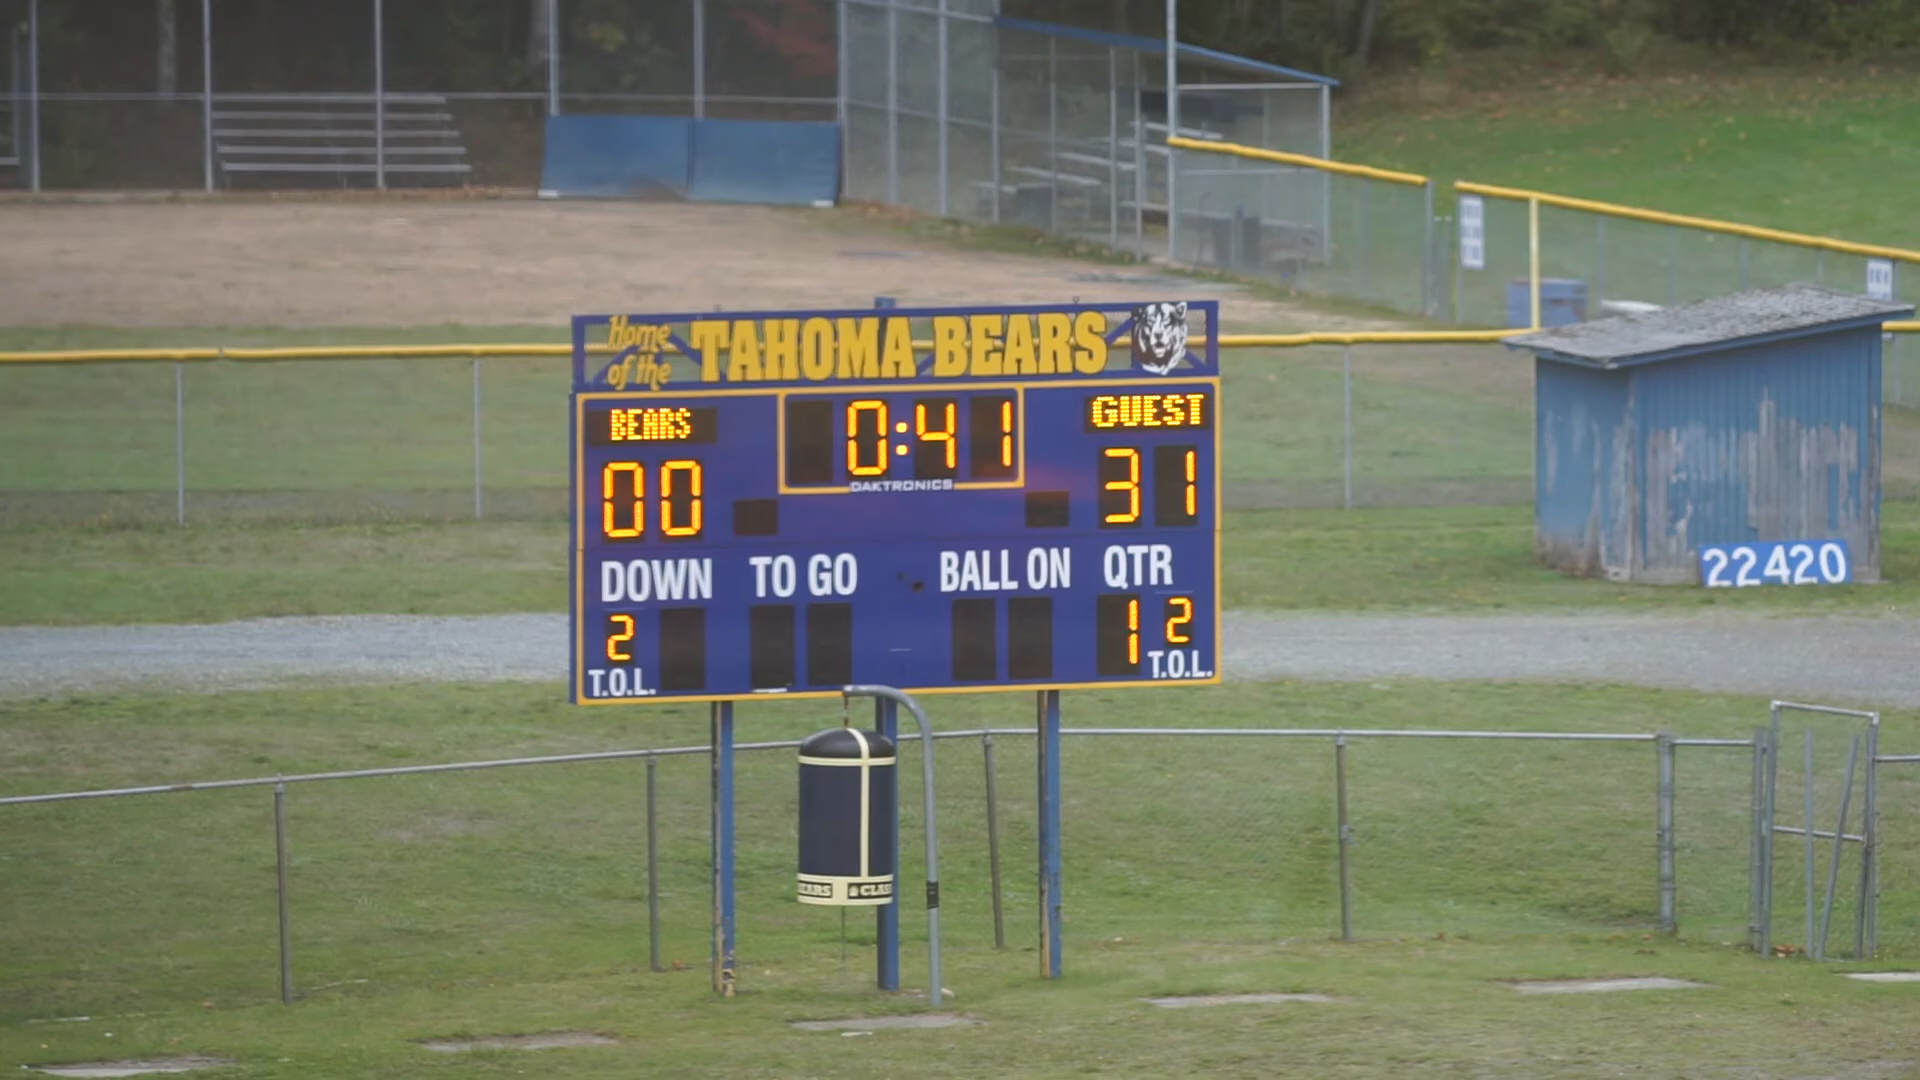 Home of the TAHOMA BEARS
BEARS 0:41 GUEST
00 DAKTRONICS 31
DOWN TO GO BALL ON QTR
2 1 2
T.O.L. T.O.L.
22420